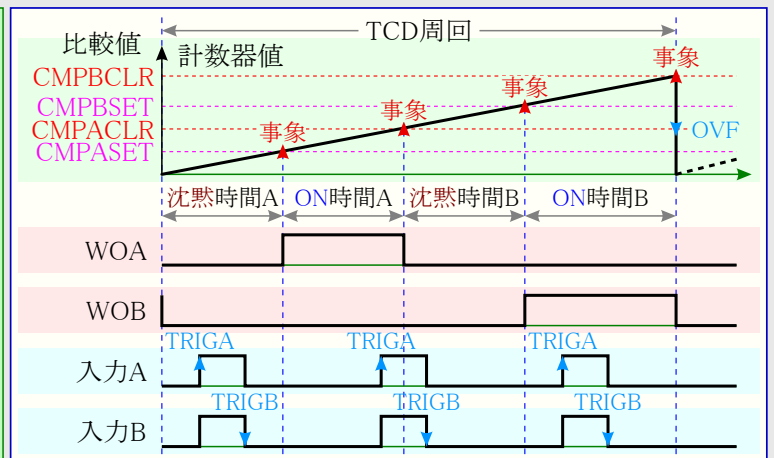 TCD周回
比較値
計数器値
事象
CMPBCLR
CMPBSET
事象
CMPACLR
事象
OVF
事象
CMPASET
沈黙時間A
ON時間A
沈黙時間B
ON時間B
WOA
WOB
TRIGA
TRIGA
TRIGA
入力A
TRIGB
TRIGB
TRIGB
入力B